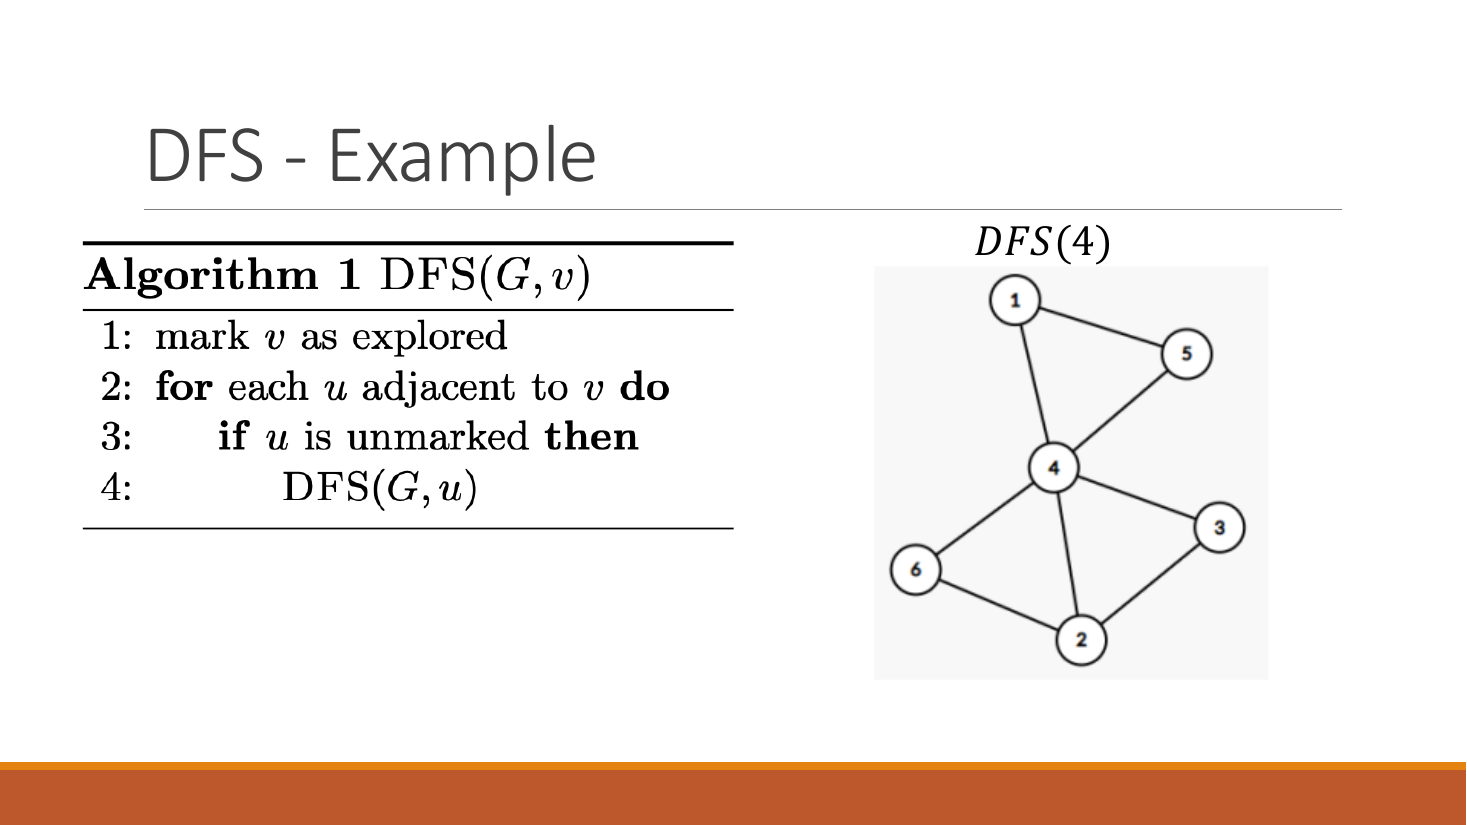 DFS - Example
Algorithm 1 DFS(G, v)
1: mark v as explored
2: for each u adjacent to v do
3: if u is unmarked then
4: DFS(G, u)
DFS(4)
1
5
4
3
6
2